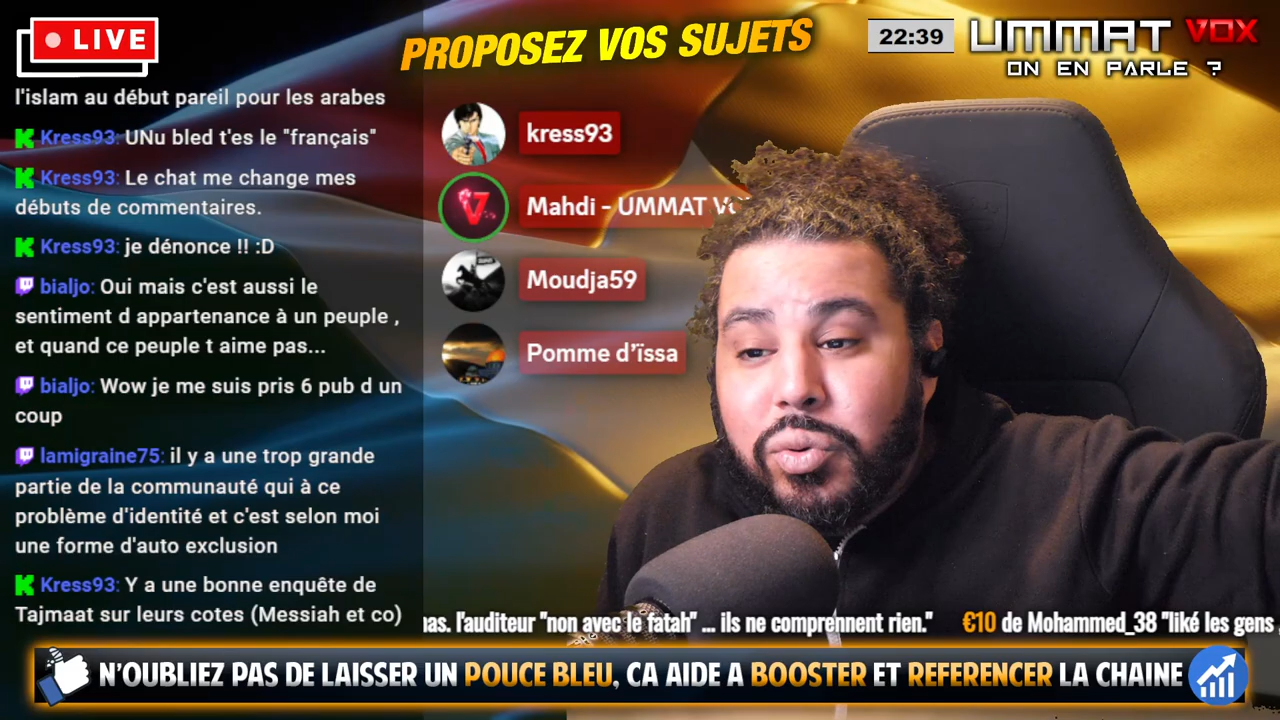 LIVE
PROPOSEZ VOS SUJETS
22:39
UMMAT VOX
ON EN PARLE ?
l'islam au début pareil pour les arabes
Kress93: UNu bled t'es le "français"
Kress93: Le chat me change mes
débuts de commentaires.
Kress93: je dénonce !! :D
bialjo: Oui mais c'est aussi le
sentiment d appartenance à un peuple ,
et quand ce peuple t aime pas...
bialjo: Wow je me suis pris 6 pub d un
coup
lamigraine75: il y a une trop grande
partie de la communauté qui à ce
problème d'identité et c'est selon moi
une forme d'auto exclusion
Kress93: Y a une bonne enquête de
Tajmaat sur leurs cotes (Messiah et co)
kress93
Mahdi - UMMAT
Moudja59
Pomme d'ïssa
l'auditeur "non avec le fatah" ... ils ne comprennent rien." €10 de Mohammed_38 "liké les gens
N'OUBLIEZ PAS DE LAISSER UN POUCE BLEU, CA AIDE A BOOSTER ET REFERENCER LA CHAINE